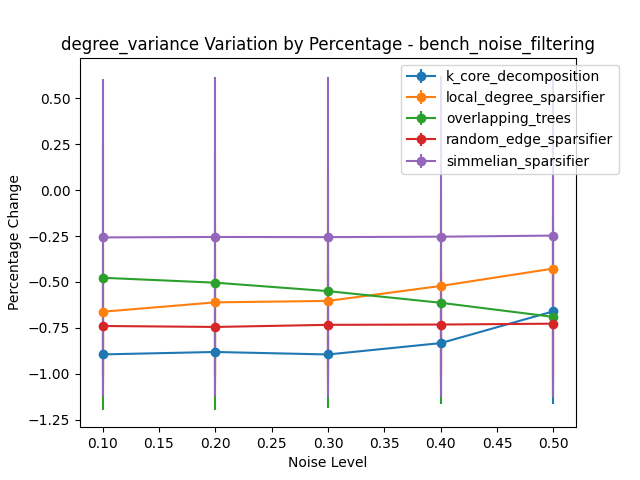 degree_variance Variation by Percentage - bench_noise_filtering
k_core_decomposition
local_degree_sparsifier
overlapping_trees
random_edge_sparsifier
simmelian_sparsifier
Percentage Change
0.50
0.25
0.00
−0.25
−0.50
−0.75
−1.00
−1.25
0.10 0.15 0.20 0.25 0.30 0.35 0.40 0.45 0.50
Noise Level